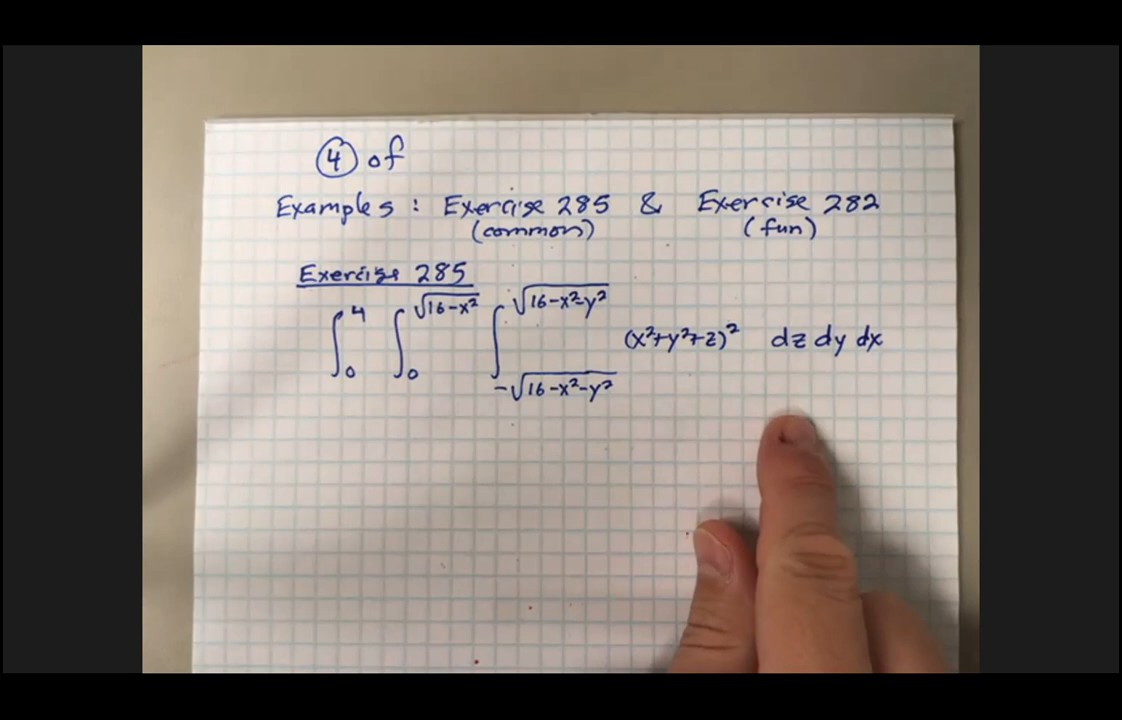 ④ of
Examples : Exercise 285 & Exercise 282
(common) (fun)
Exercise 285
∫₀⁴ ∫₀^√(16-x²) ∫_{-√(16-x²-y²)}^{√(16-x²-y²)} (x²+y²+z)² dz dy dx